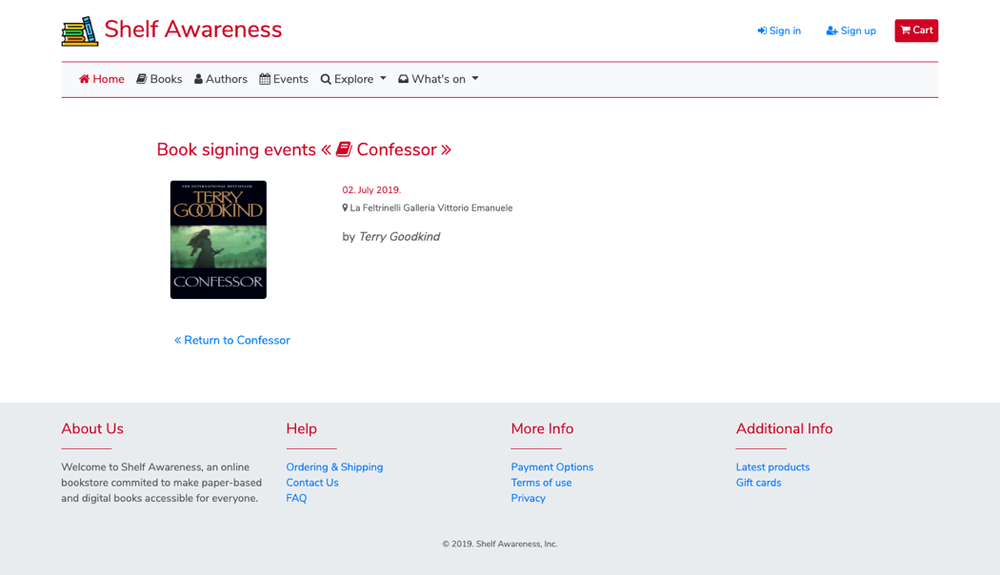 Shelf Awareness
Sign in
Sign up
Cart
Home
Books
Authors
Events
Explore
What's on
Book signing events « Confessor »
THE INTERNATIONAL BESTSELLER
TERRY
GOODKIND
CONFESSOR
02. July 2019.
La Feltrinelli Galleria Vittorio Emanuele
by Terry Goodkind
« Return to Confessor
About Us
Welcome to Shelf Awareness, an online
bookstore commited to make paper-based
and digital books accessible for everyone.
Help
Ordering & Shipping
Contact Us
FAQ
More Info
Payment Options
Terms of use
Privacy
Additional Info
Latest products
Gift cards
© 2019. Shelf Awareness, Inc.